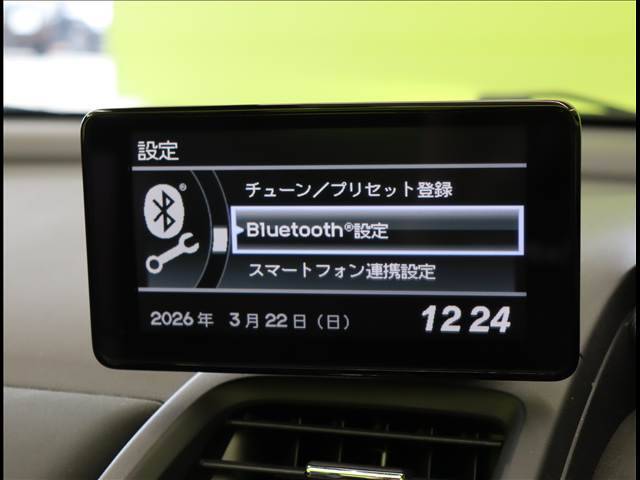 設定
チューン／プリセット登録
Bluetooth®設定
スマートフォン連携設定
2026年 3月22日（日） 12 24